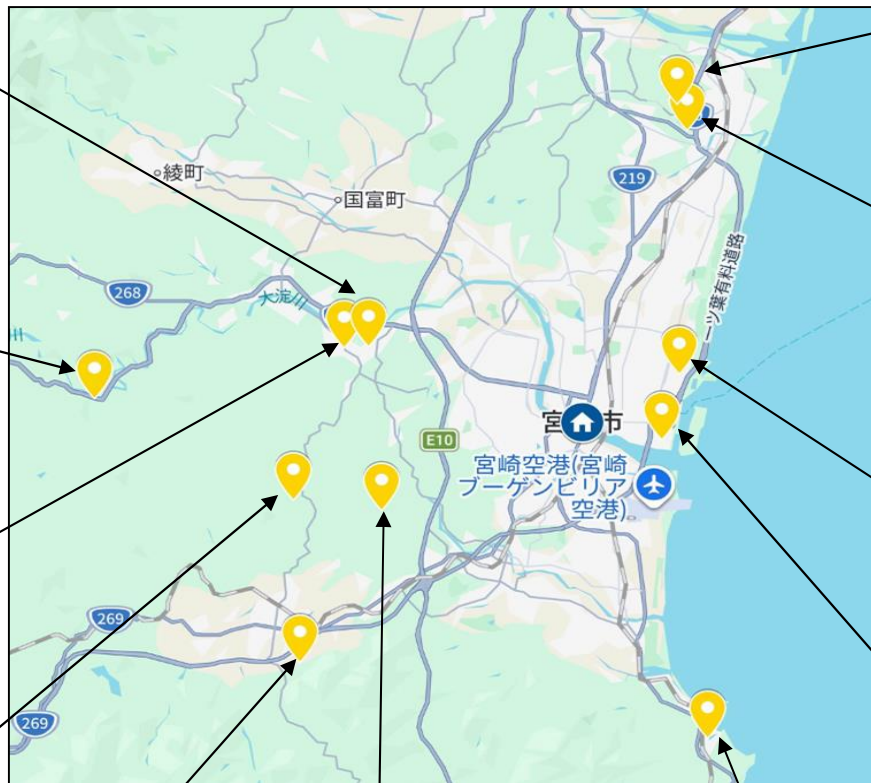 綾町
国富町
219
268
大淀川
一ツ葉有料道路
川
宮 市
E10
宮崎空港(宮崎
ブーゲンビリア
空港)
269
269